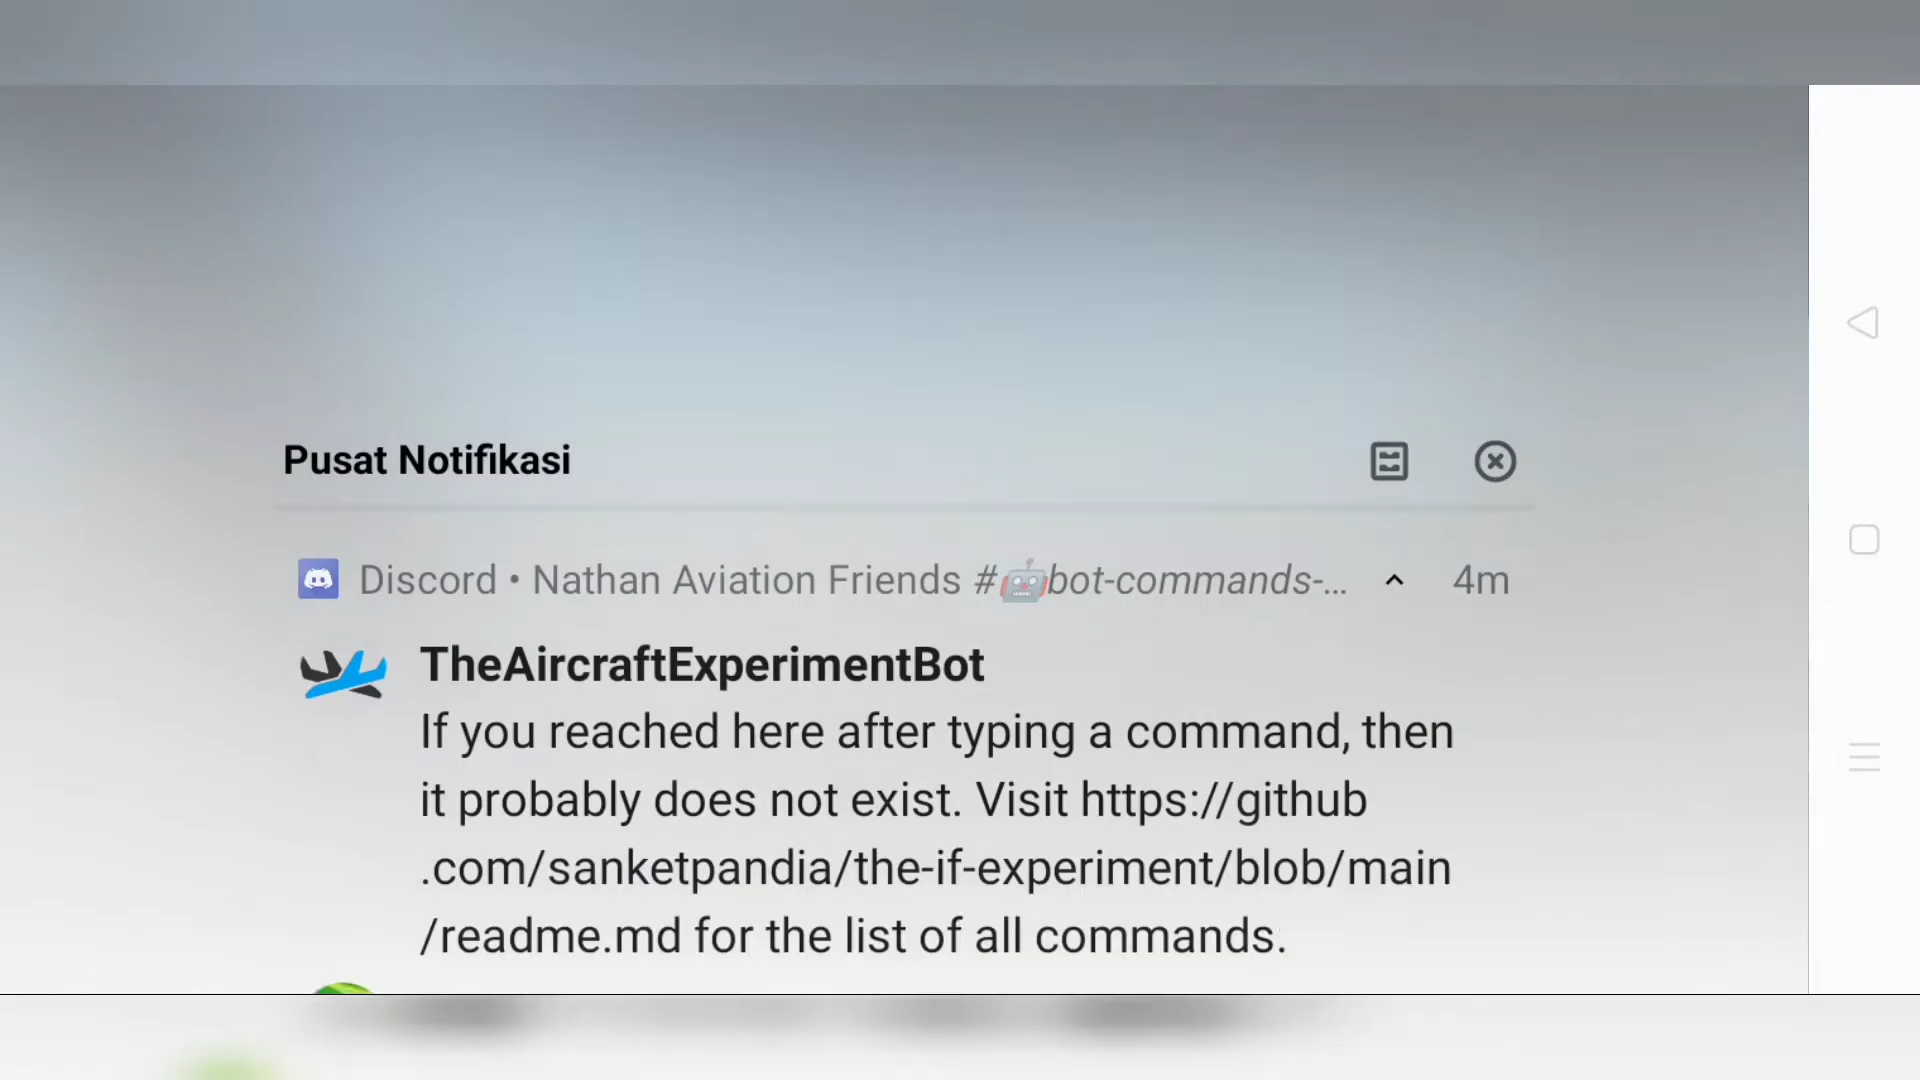 Pusat Notifikasi
Discord • Nathan Aviation Friends #🤖bot-commands-... 4m
TheAircraftExperimentBot
If you reached here after typing a command, then
it probably does not exist. Visit https://github
.com/sanketpandia/the-if-experiment/blob/main
/readme.md for the list of all commands.